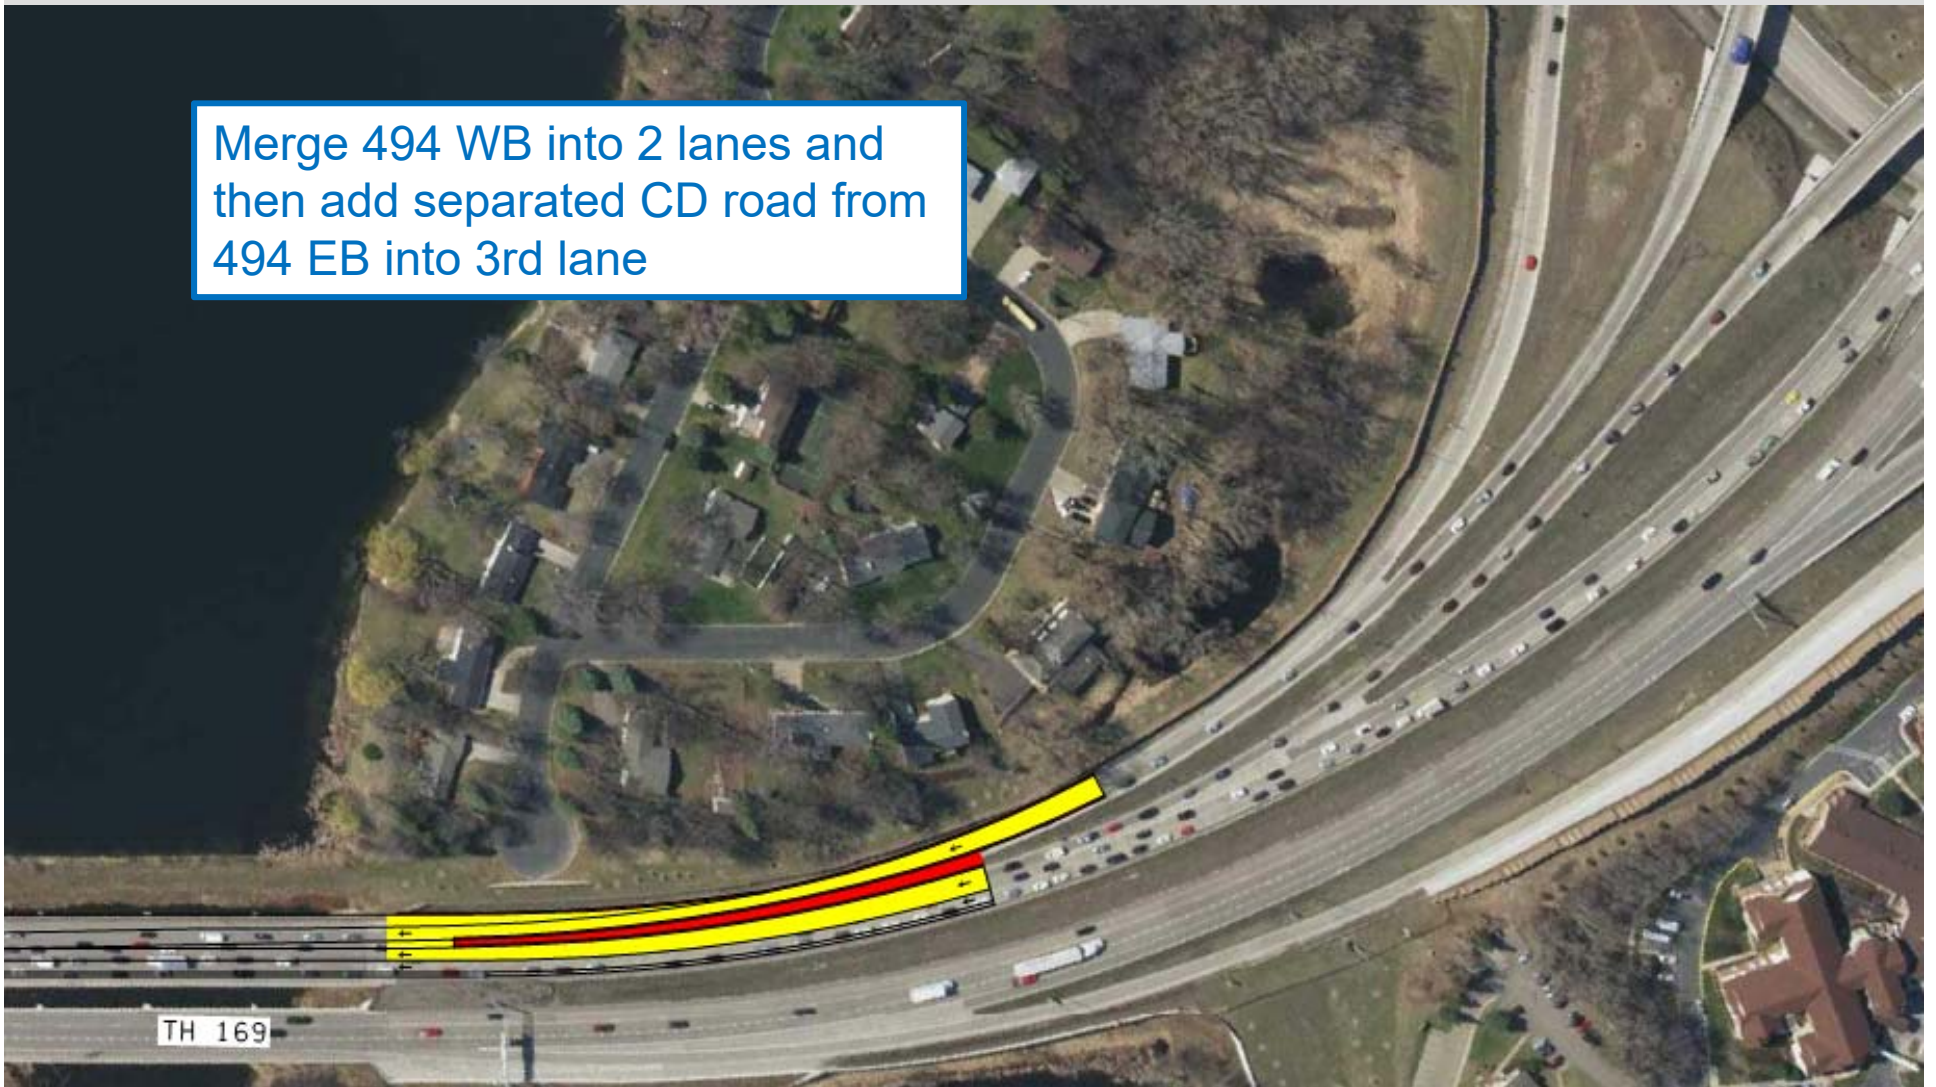 Merge 494 WB into 2 lanes and
then add separated CD road from
494 EB into 3rd lane
TH 169